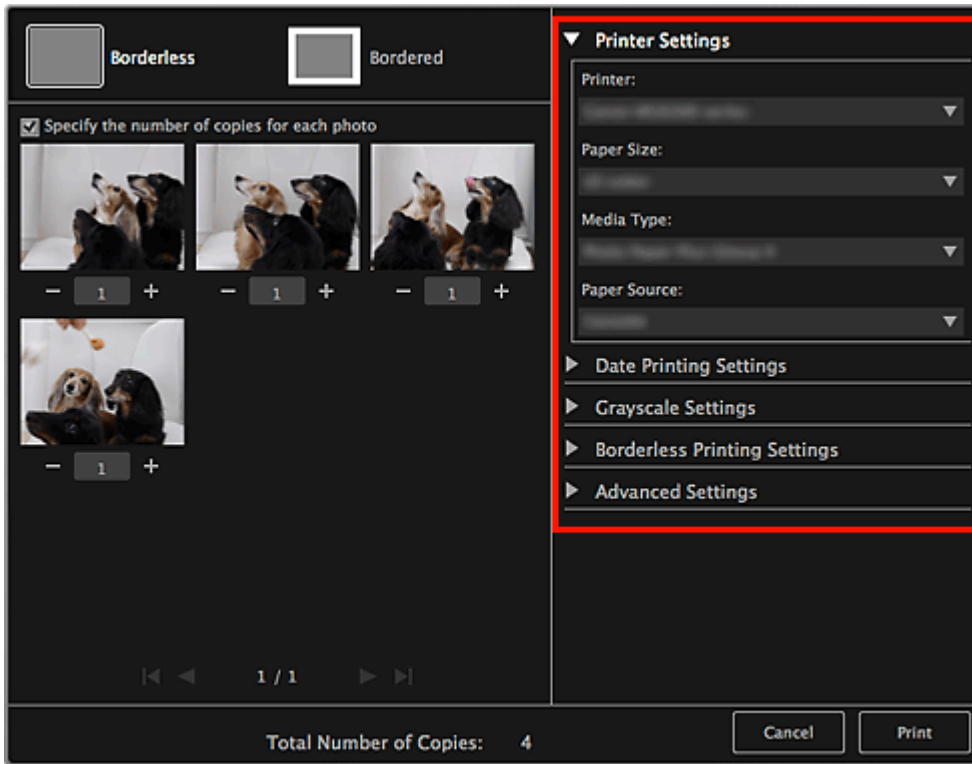 Borderless
Bordered
Specify the number of copies for each photo
1
1
1
1
1 / 1
Printer Settings
Printer:
Paper Size:
Media Type:
Paper Source:
Date Printing Settings
Grayscale Settings
Borderless Printing Settings
Advanced Settings
Total Number of Copies: 4
Cancel
Print